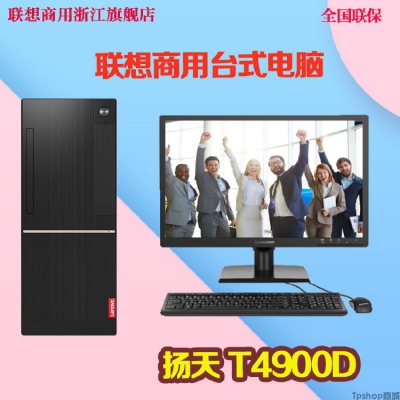 联想商用浙江旗舰店
全国联保
联想商用台式电脑
Lenovo
扬天 T4900D
Tpshop商城